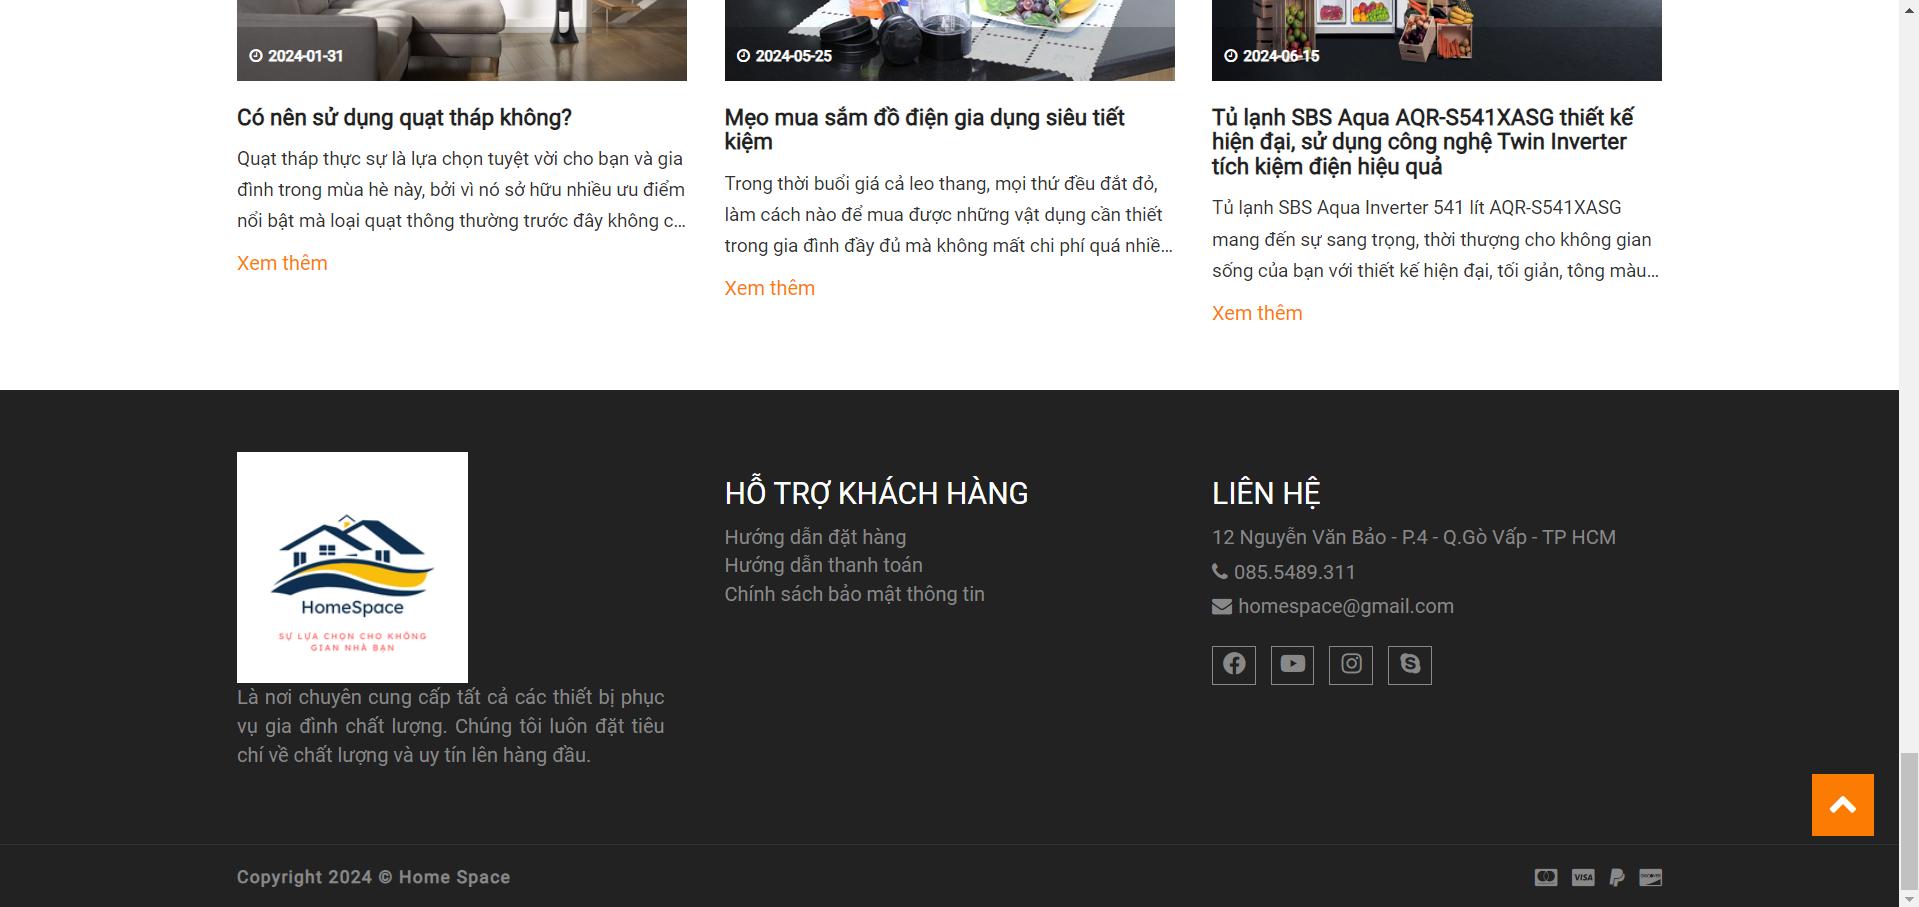 2024-01-31
Có nên sử dụng quạt tháp không?
Quạt tháp thực sự là lựa chọn tuyệt vời cho bạn và gia
đình trong mùa hè này, bởi vì nó sở hữu nhiều ưu điểm
nổi bật mà loại quạt thông thường trước đây không c...
Xem thêm
2024-05-25
Mẹo mua sắm đồ điện gia dụng siêu tiết
kiệm
Trong thời buổi giá cả leo thang, mọi thứ đều đắt đỏ,
làm cách nào để mua được những vật dụng cần thiết
trong gia đình đầy đủ mà không mất chi phí quá nhiề...
Xem thêm
2024-06-15
Tủ lạnh SBS Aqua AQR-S541XASG thiết kế
hiện đại, sử dụng công nghệ Twin Inverter
tích kiệm điện hiệu quả
Tủ lạnh SBS Aqua Inverter 541 lít AQR-S541XASG
mang đến sự sang trọng, thời thượng cho không gian
sống của bạn với thiết kế hiện đại, tối giản, tông màu...
Xem thêm
HomeSpace
SỰ LỰA CHỌN CHO KHÔNG
GIAN NHÀ BẠN
Là nơi chuyên cung cấp tất cả các thiết bị phục
vụ gia đình chất lượng. Chúng tôi luôn đặt tiêu
chí về chất lượng và uy tín lên hàng đầu.
HỖ TRỢ KHÁCH HÀNG
Hướng dẫn đặt hàng
Hướng dẫn thanh toán
Chính sách bảo mật thông tin
LIÊN HỆ
12 Nguyễn Văn Bảo - P.4 - Q.Gò Vấp - TP HCM
085.5489.311
homespace@gmail.com
Copyright 2024 © Home Space
VISA
DISCOVER